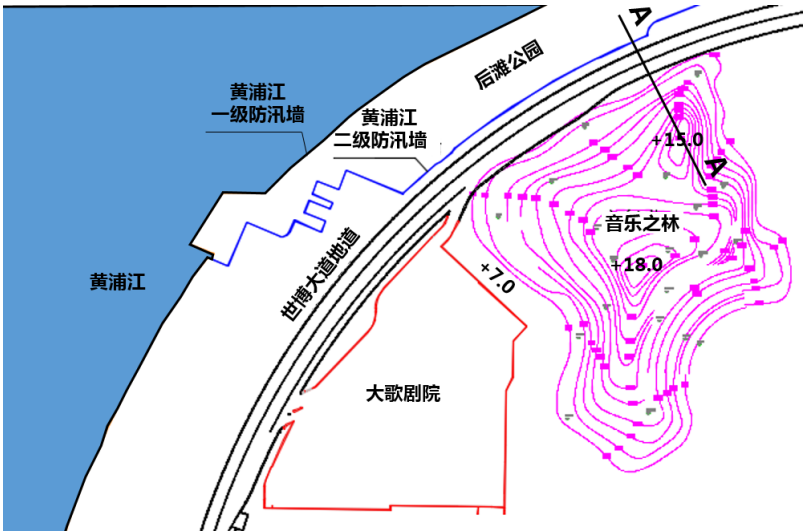 A
后滩公园
黄浦江
一级防汛墙
黄浦江
二级防汛墙
+15.0
A
音乐之林
+18.0
+7.0
世博大道地道
黄浦江
大歌剧院